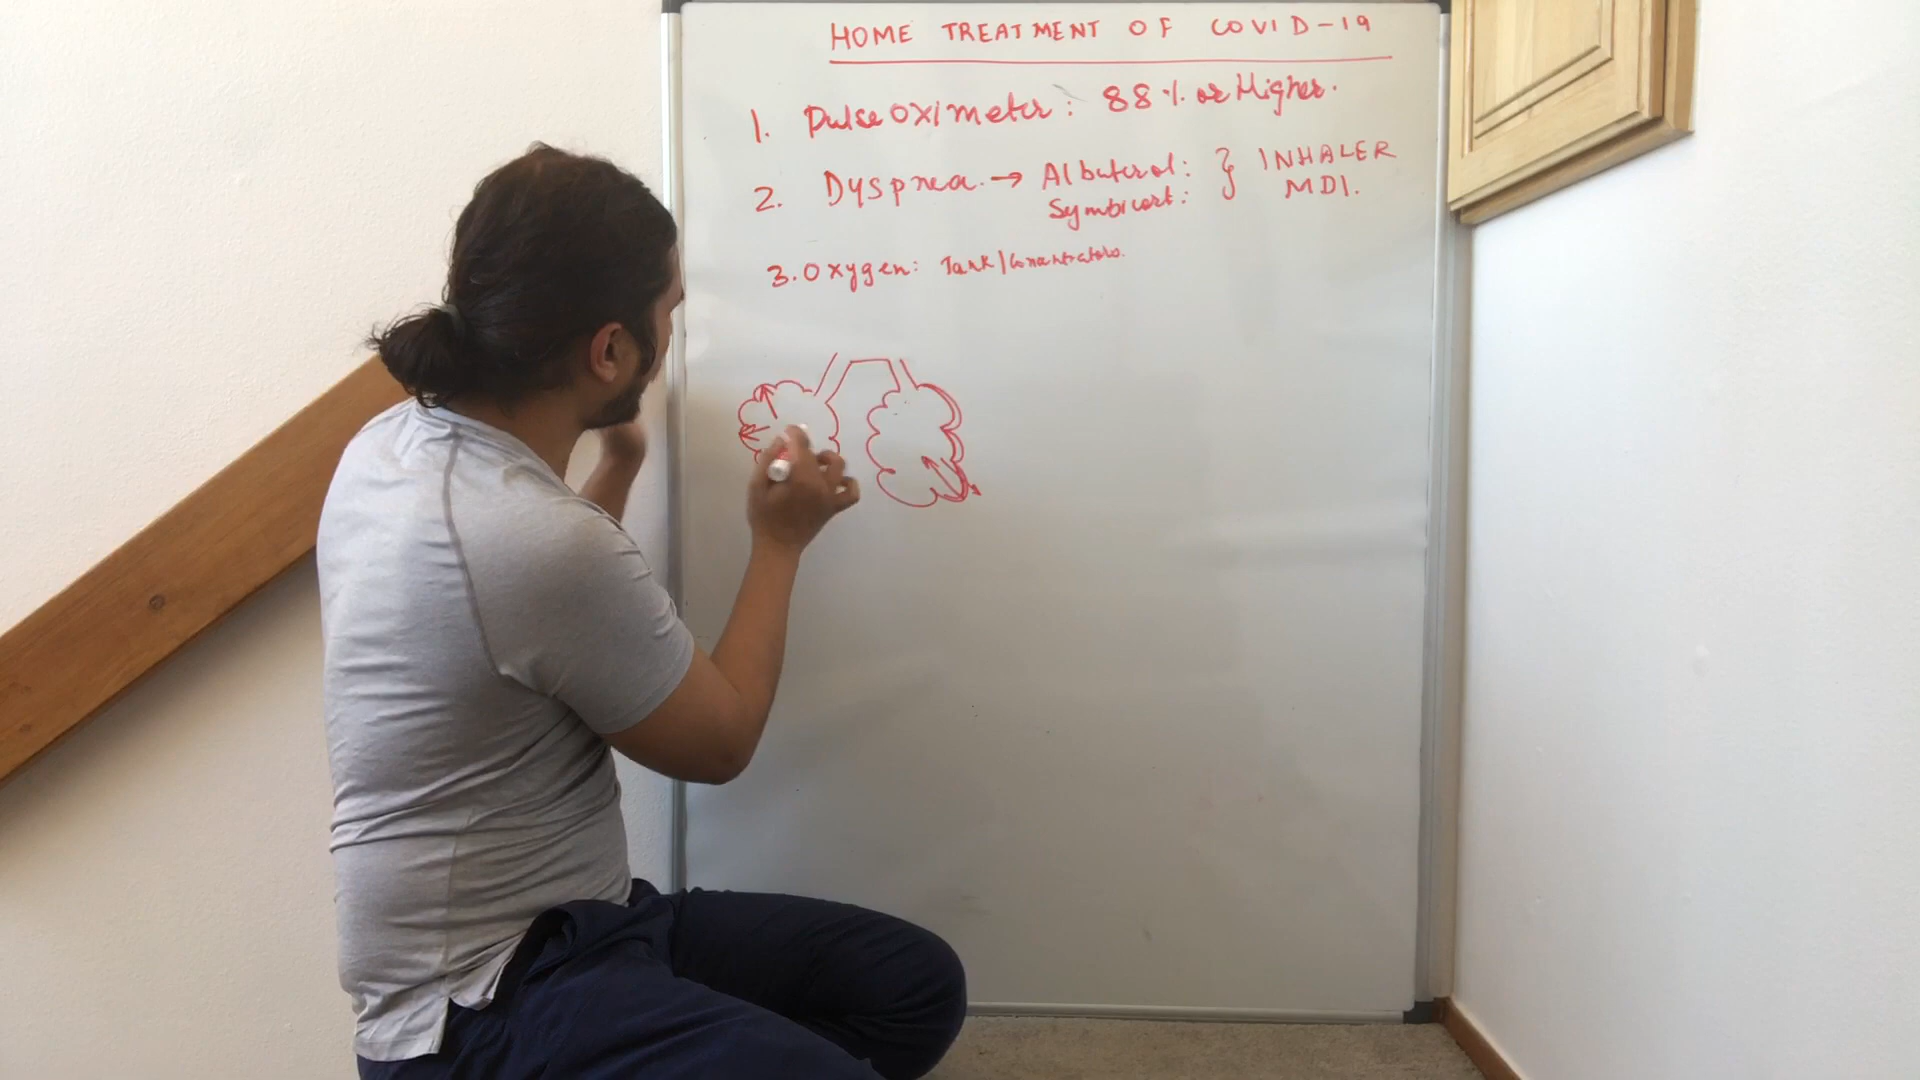 HOME TREATMENT OF COVID-19
1. Pulse oximeter: 88% or Higher.
2. Dyspnea. → Albuterol: } INHALER
Symbicort: MDI.
3. Oxygen: Tank/Concentrators.